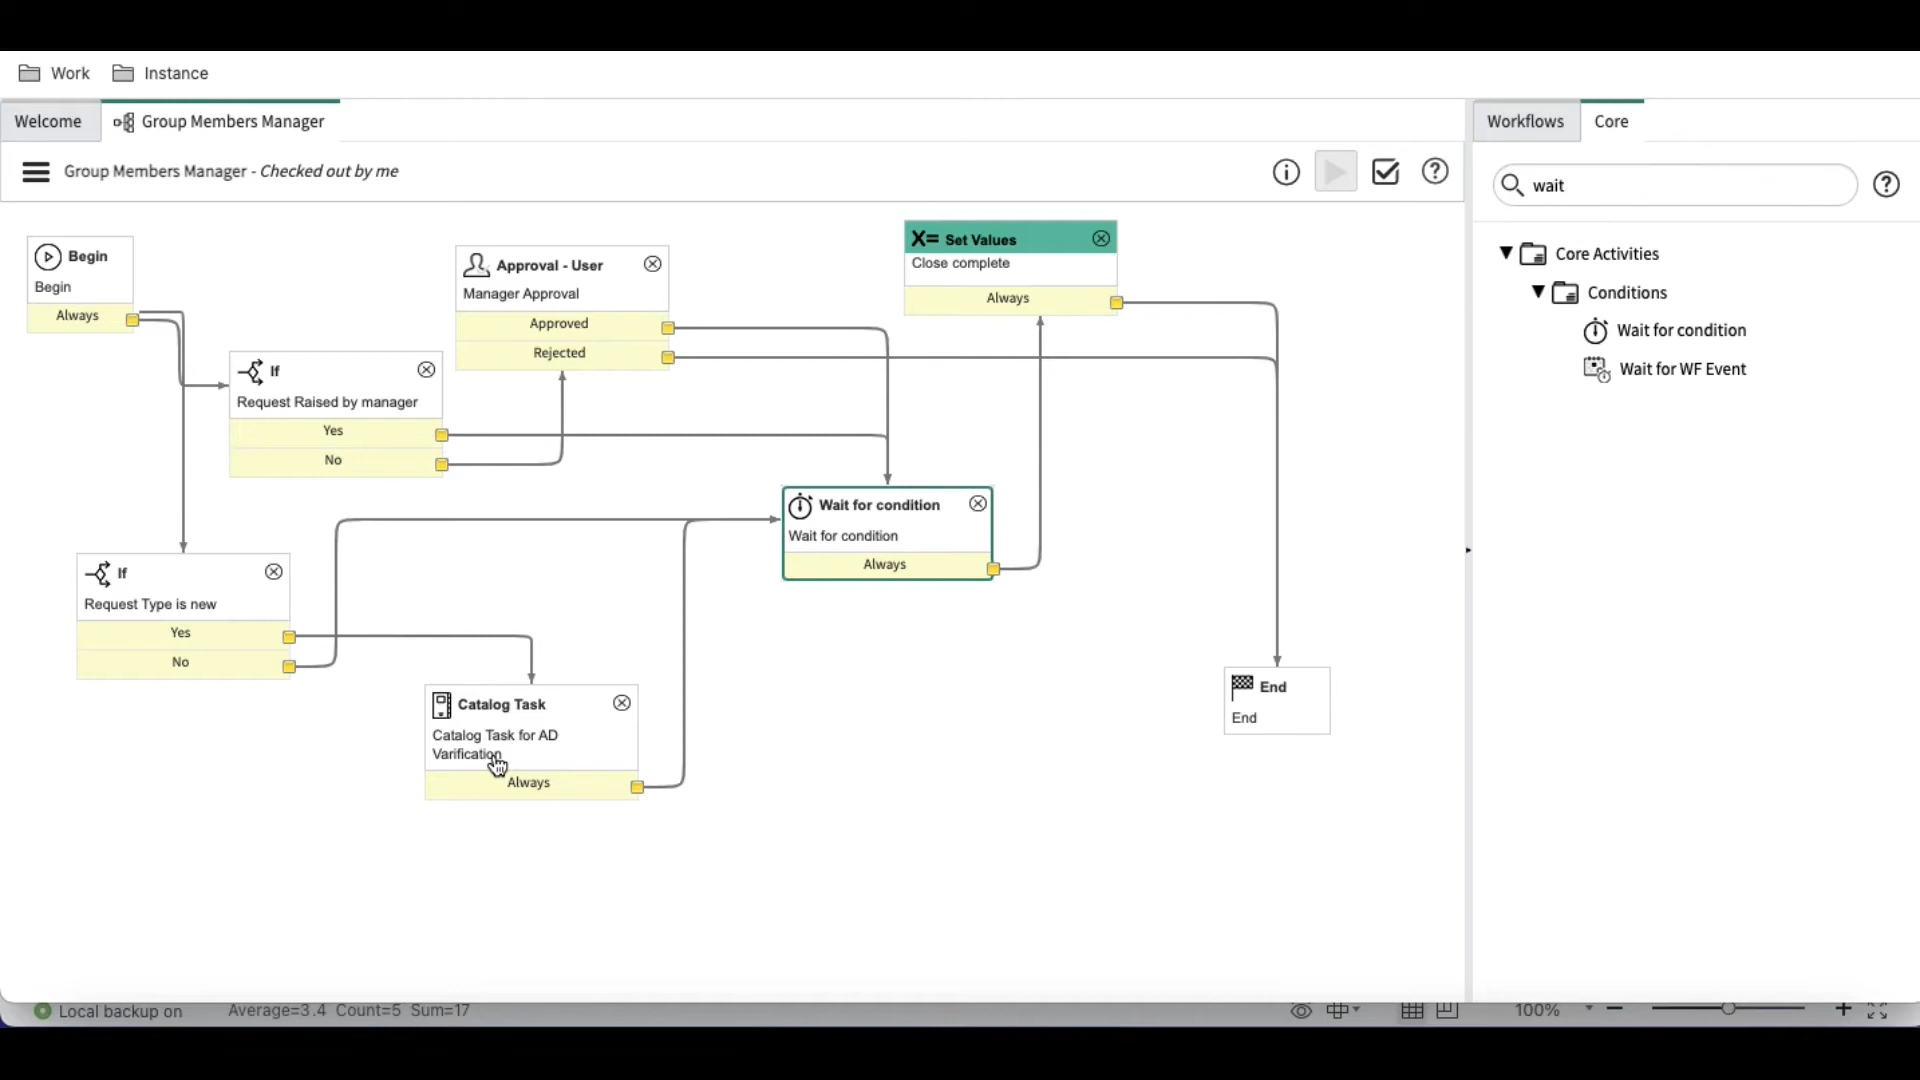 Work
Instance
Welcome
Group Members Manager
Workflows
Core
Group Members Manager - Checked out by me
wait
Begin
Begin
Always
Approval - User
Manager Approval
Approved
Rejected
X= Set Values
Close complete
Always
Core Activities
Conditions
Wait for condition
Wait for WF Event
If
Request Raised by manager
Yes
No
Wait for condition
Wait for condition
Always
If
Request Type is new
Yes
No
Catalog Task
Catalog Task for AD
Varification
Always
End
End
Local backup on
Average=3.4 Count=5 Sum=17
100%